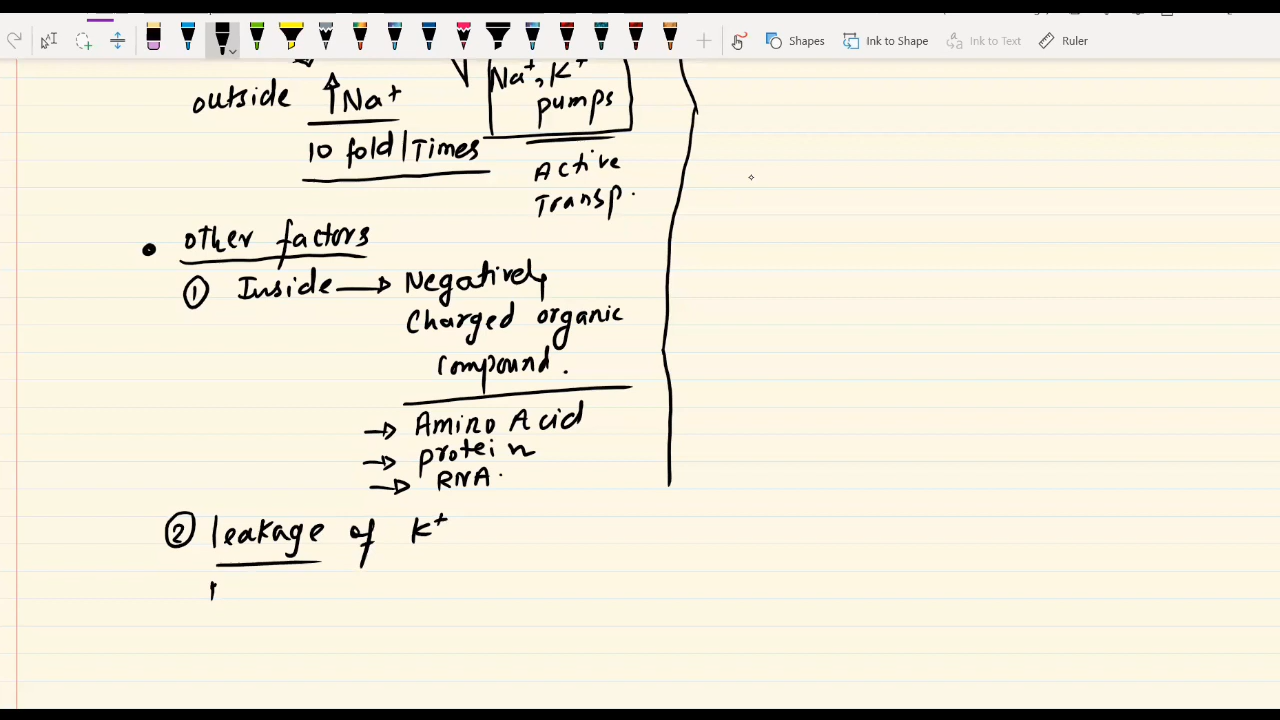 Shapes
Ink to Shape
Ink to Text
Ruler
outside ↑Na+
10 fold/Times
Na+, K+
pumps
Active
Transp.
• other factors
① Inside → Negatively
Charged organic
compound.
→ Amino Acid
→ protein
→ RNA.
② leakage of K+